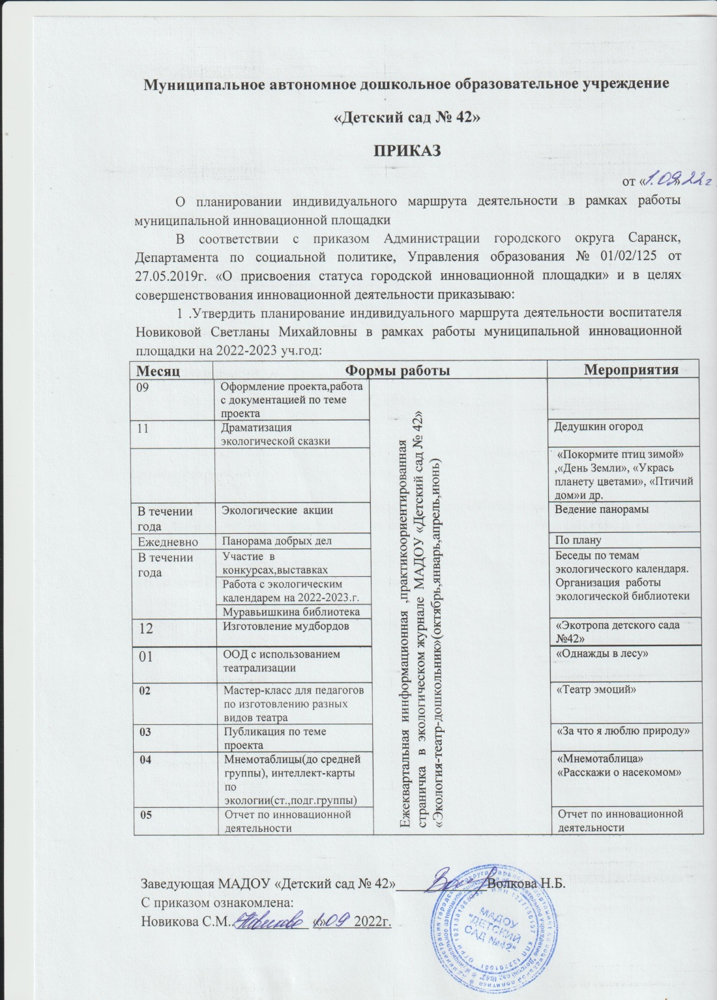 Муниципальное автономное дошкольное образовательное учреждение
«Детский сад № 42»
ПРИКАЗ
от «1.09.»22г
О планировании индивидуального маршрута деятельности в рамках работы
муниципальной инновационной площадки
В соответствии с приказом Администрации городского округа Саранск,
Департамента по социальной политике, Управления образования № 01/02/125 от
27.05.2019г. «О присвоения статуса городской инновационной площадки» и в целях
совершенствования инновационной деятельности приказываю:
1 .Утвердить планирование индивидуального маршрута деятельности воспитателя
Новиковой Светланы Михайловны в рамках работы муниципальной инновационной
площадки на 2022-2023 уч.год:
Месяц Формы работы Мероприятия
09 Оформление проекта,работа
с документацией по теме
проекта
11 Драматизация Дедушкин огород
экологической сказки
«Покормите птиц зимой»
,«День Земли», «Укрась
планету цветами», «Птичий
дом»и др.
В течении Экологические акции Ведение панорамы
года
Ежедневно Панорама добрых дел По плану
В течении Участие в Беседы по темам
года конкурсах,выставках экологического календаря.
Работа с экологическим Организация работы
календарем на 2022-2023.г. экологической библиотеки
Муравьишкина библиотека
12 Изготовление мудбордов «Экотропа детского сада
№42»
01 ООД с использованием «Однажды в лесу»
театрализации
02 Мастер-класс для педагогов «Театр эмоций»
по изготовлению разных
видов театра
03 Публикация по теме «За что я люблю природу»
проекта
04 Мнемотаблицы(до средней «Мнемотаблица»
группы), интеллект-карты «Расскажи о насекомом»
по
экологии(ст.,подг.группы)
05 Отчет по инновационной Отчет по инновационной
деятельности деятельности
Ежеквартальная иинформационная ,практикоориентированная
страничка в экологическом журнале МАДОУ «Детский сад № 42»
«Экология-театр-дошкольник»(октябрь,январь,апрель,июнь)
Заведующая МАДОУ «Детский сад № 42» Волкова Н.Б.
С приказом ознакомлена:
Новикова С.М.. Новикова «1»09 2022г.
МАДОУ
"ДЕТСКИЙ
САД №42"